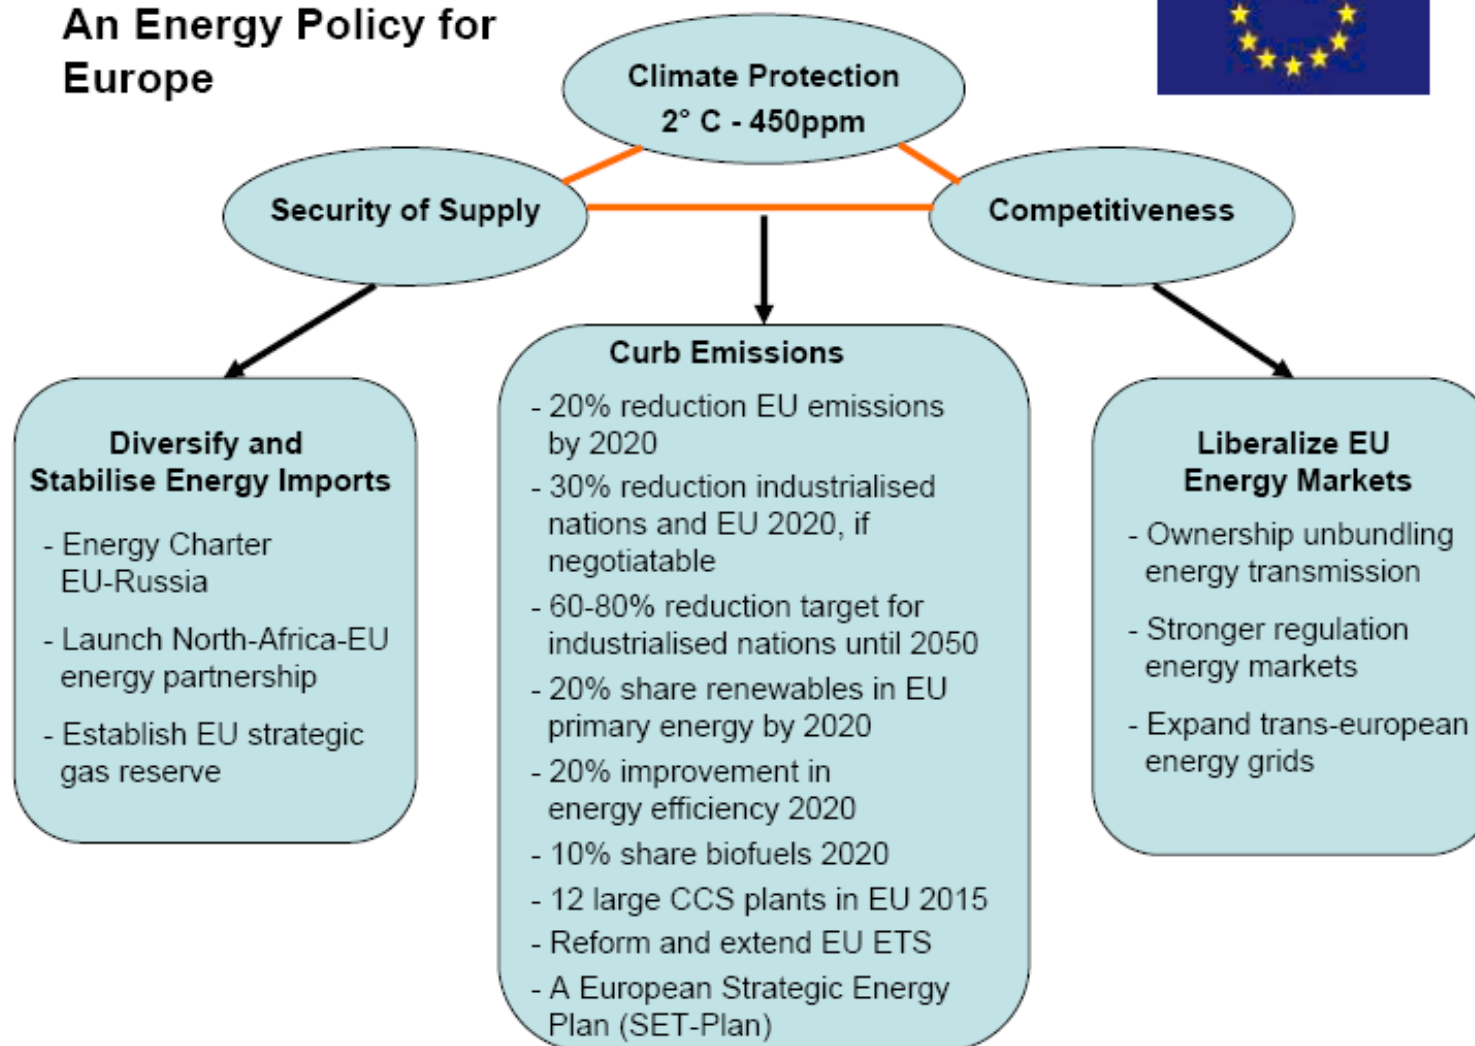 An Energy Policy for
Europe
Climate Protection
2° C - 450ppm
Security of Supply
Competitiveness
Diversify and
Stabilise Energy Imports
- Energy Charter
EU-Russia
- Launch North-Africa-EU
energy partnership
- Establish EU strategic
gas reserve
Curb Emissions
- 20% reduction EU emissions
by 2020
- 30% reduction industrialised
nations and EU 2020, if
negotiatable
- 60-80% reduction target for
industrialised nations until 2050
- 20% share renewables in EU
primary energy by 2020
- 20% improvement in
energy efficiency 2020
- 10% share biofuels 2020
- 12 large CCS plants in EU 2015
- Reform and extend EU ETS
- A European Strategic Energy
Plan (SET-Plan)
Liberalize EU
Energy Markets
- Ownership unbundling
energy transmission
- Stronger regulation
energy markets
- Expand trans-european
energy grids